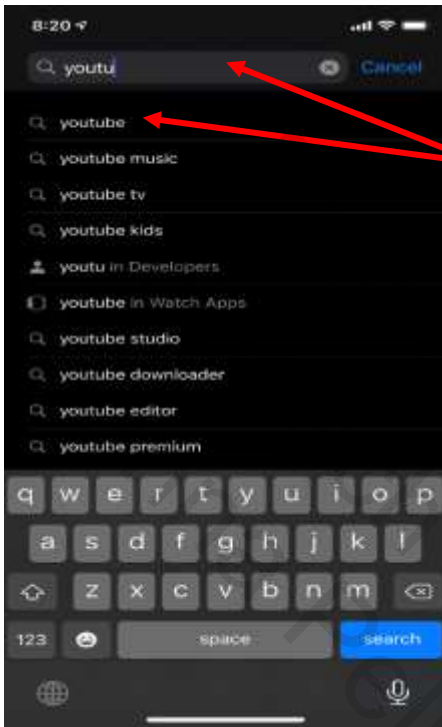 8:20
youtu Cancel
youtube
youtube music
youtube tv
youtube kids
youtu in Developers
youtube in Watch Apps
youtube studio
youtube downloader
youtube editor
youtube premium
q w e r t y u i o p
a s d f g h j k l
z x c v b n m
123 space search